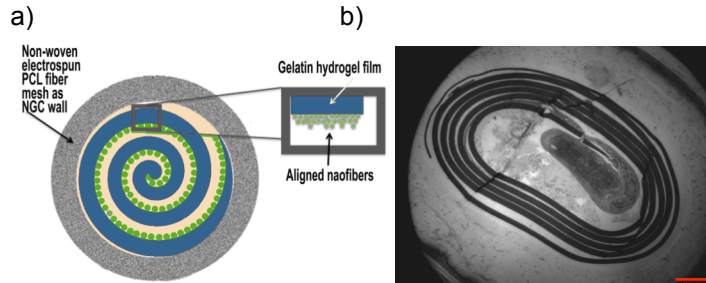 a)
b)
Non-woven
electrospun
PCL fiber
mesh as
NGC wall
Gelatin hydrogel film
Aligned naofibers